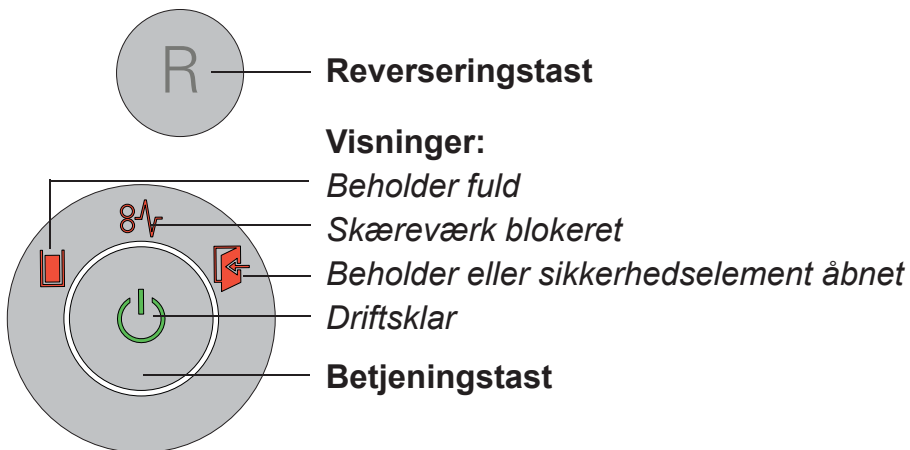 R
Reverseringstast
Visninger:
Beholder fuld
Skæreværk blokeret
Beholder eller sikkerhedselement åbnet
Driftsklar
Betjeningstast